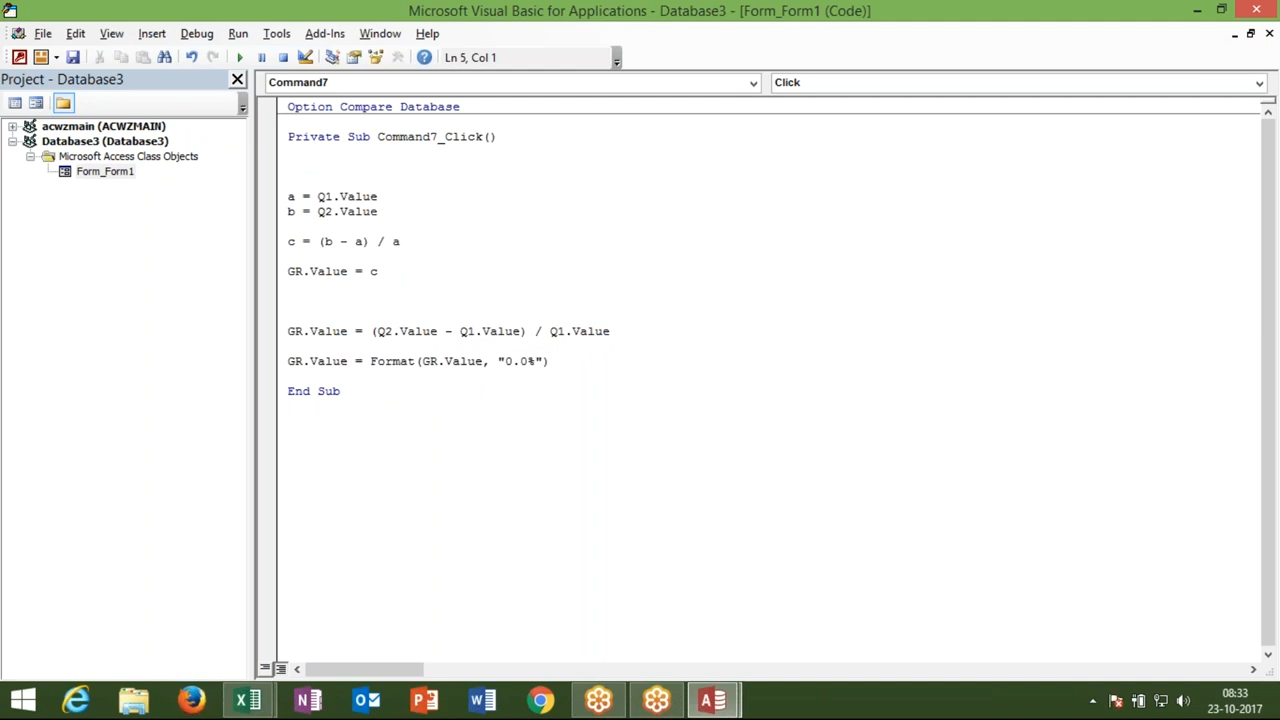 Microsoft Visual Basic for Applications - Database3 - [Form_Form1 (Code)]
File Edit View Insert Debug Run Tools Add-Ins Window Help
Ln 5, Col 1
Project - Database3
Command7 Click
acwzmain (ACWZMAIN)
Database3 (Database3)
Microsoft Access Class Objects
Form_Form1
Option Compare Database
Private Sub Command7_Click()
a = Q1.Value
b = Q2.Value
c = (b - a) / a
GR.Value = c
GR.Value = (Q2.Value - Q1.Value) / Q1.Value
GR.Value = Format(GR.Value, "0.0%")
End Sub
08:33
23-10-2017